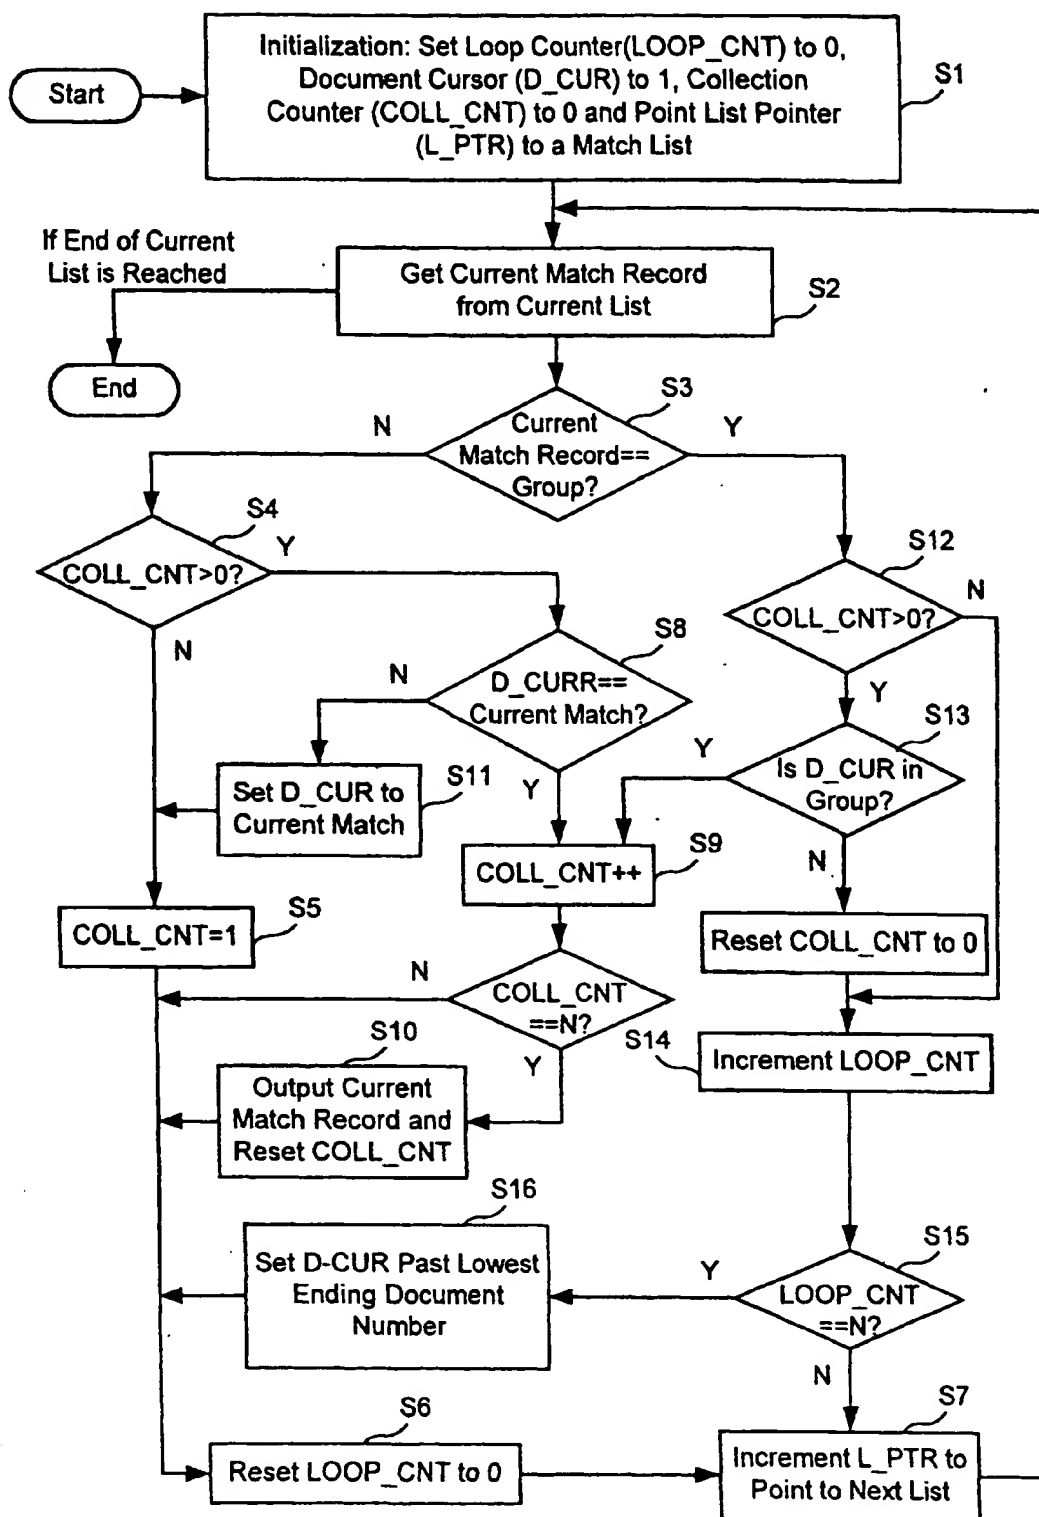 Start
Initialization: Set Loop Counter(LOOP_CNT) to 0,
Document Cursor (D_CUR) to 1, Collection
Counter (COLL_CNT) to 0 and Point List Pointer
(L_PTR) to a Match List
S1
If End of Current
List is Reached
Get Current Match Record
from Current List
S2
End
S3
N
Current
Match Record==
Group?
Y
S4
COLL_CNT>0?
Y
N
S12
COLL_CNT>0?
N
Y
S8
N
D_CURR==
Current Match?
Y
S13
Y
Is D_CUR in
Group?
N
S11
Set D_CUR to
Current Match
S9
COLL_CNT++
S5
COLL_CNT=1
Reset COLL_CNT to 0
N
COLL_CNT
==N?
Y
S14
Increment LOOP_CNT
S10
Output Current
Match Record and
Reset COLL_CNT
S16
Set D-CUR Past Lowest
Ending Document
Number
S15
Y
LOOP_CNT
==N?
N
S6
Reset LOOP_CNT to 0
S7
Increment L_PTR to
Point to Next List